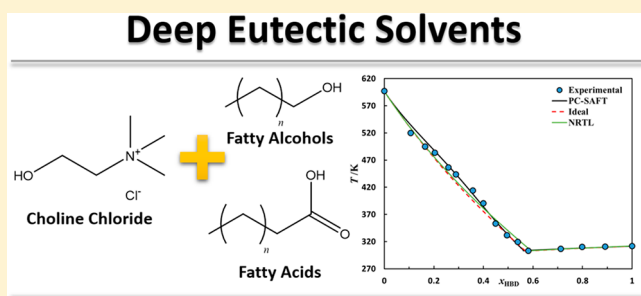 Deep Eutectic Solvents
HO
N+
Cl-
Choline Chloride
OH
n
Fatty Alcohols
OH
O
n
Fatty Acids
T /K
620
570
520
470
420
370
320
270
0
0.2
0.4
0.6
0.8
1
xHBD
Experimental
PC-SAFT
Ideal
NRTL